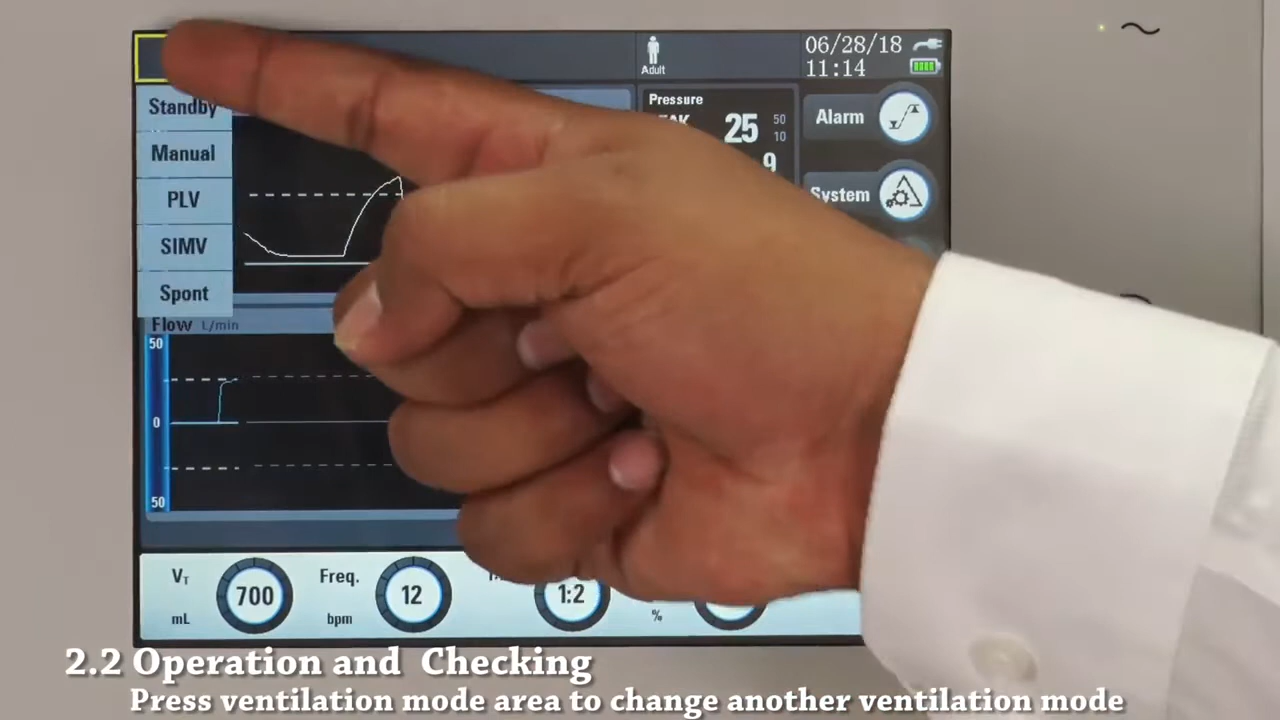 Adult
06/28/18
11:14
Standby
Manual
PLV
SIMV
Spont
Pressure
25
50
10
9
Alarm
System
Flow L/min
50
0
50
VT
mL
700
Freq.
bpm
12
1:2
%
2.2 Operation and Checking
Press ventilation mode area to change another ventilation mode